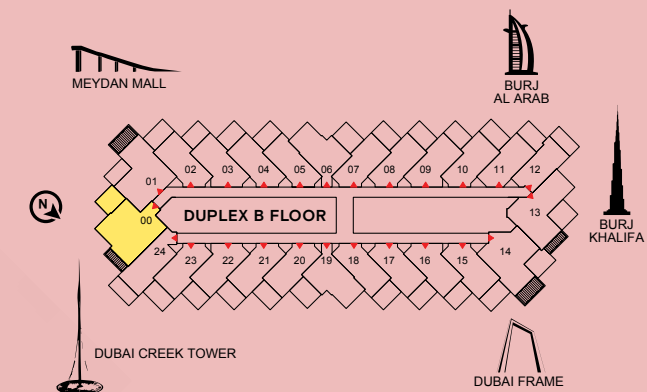 MEYDAN MALL
BURJ
AL ARAB
BURJ
KHALIFA
N
01 02 03 04 05 06 07 08 09 10 11 12
00 DUPLEX B FLOOR 13
24 23 22 21 20 19 18 17 16 15 14
DUBAI CREEK TOWER
DUBAI FRAME